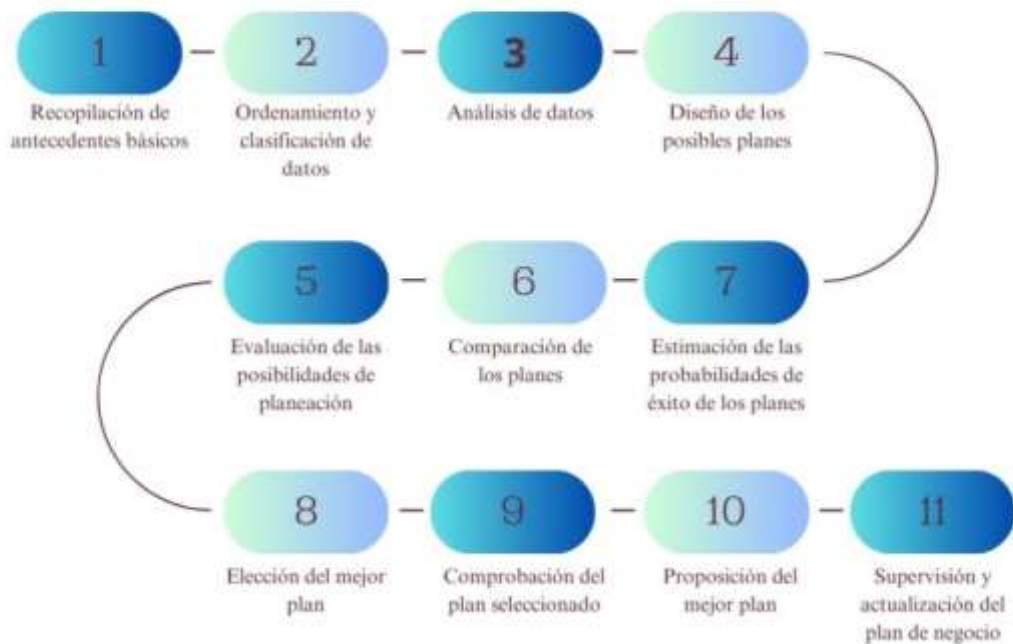 1
Recopilación de
antecedentes básicos
2
Ordenamiento y
clasificación de
datos
3
Análisis de datos
4
Diseño de los
posibles planes
5
Evaluación de las
posibilidades de
planeación
6
Comparación de
los planes
7
Estimación de las
probabilidades de
éxito de los planes
8
Elección del mejor
plan
9
Comprobación del
plan seleccionado
10
Proposición del
mejor plan
11
Supervisión y
actualización del
plan de negocio